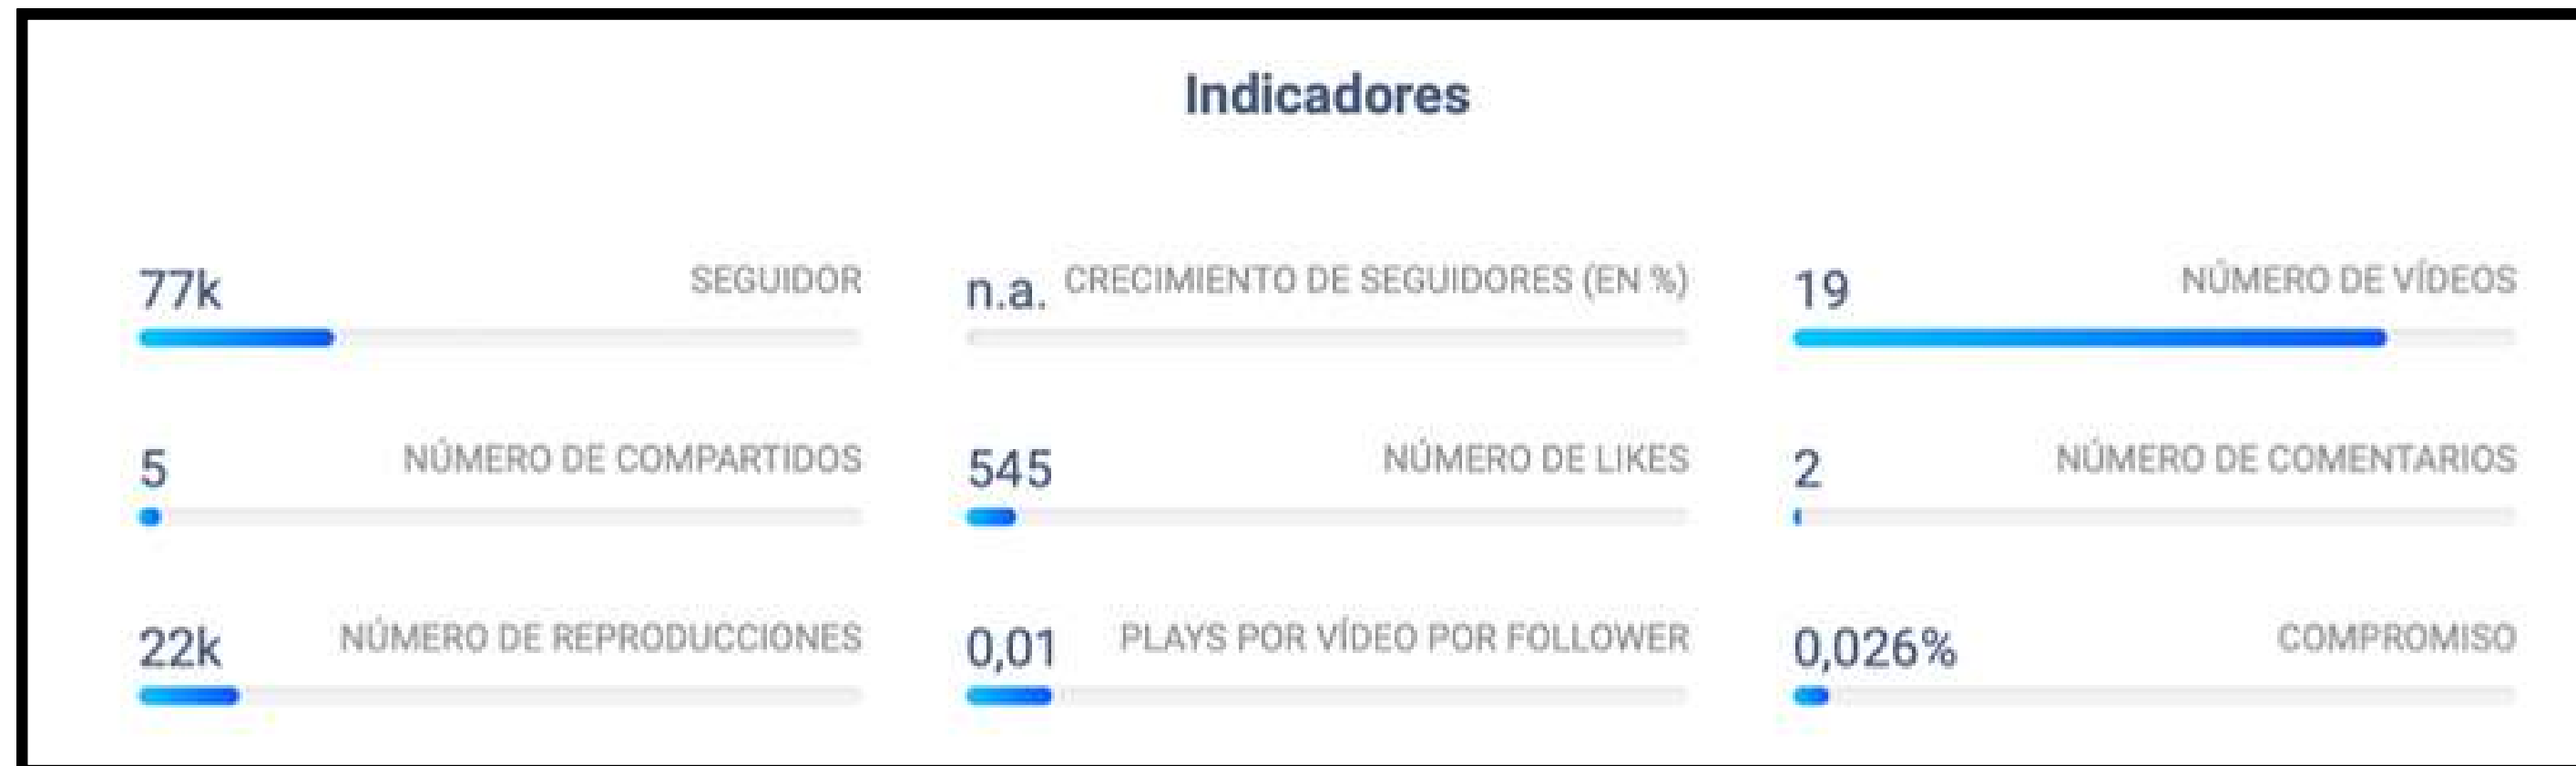 Indicadores
77k SEGUIDOR
n.a. CRECIMIENTO DE SEGUIDORES (EN %)
19 NÚMERO DE VÍDEOS
5 NÚMERO DE COMPARTIDOS
545 NÚMERO DE LIKES
2 NÚMERO DE COMENTARIOS
22k NÚMERO DE REPRODUCCIONES
0,01 PLAYS POR VÍDEO POR FOLLOWER
0,026% COMPROMISO